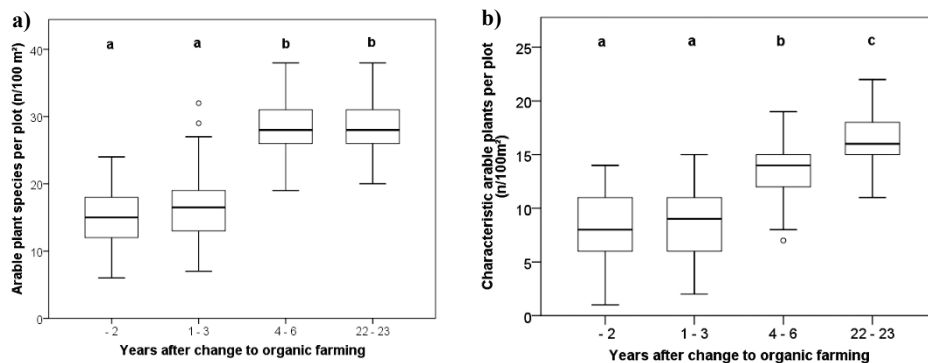 a)
Arable plant species per plot (n/100 m²)
40
30
20
10
0
a a b b
- 2 1 - 3 4 - 6 22 - 23
Years after change to organic farming
b)
Characteristic arable plants per plot
(n/100m²)
25
20
15
10
5
0
a a b c
- 2 1 - 3 4 - 6 22 - 23
Years after change to organic farming